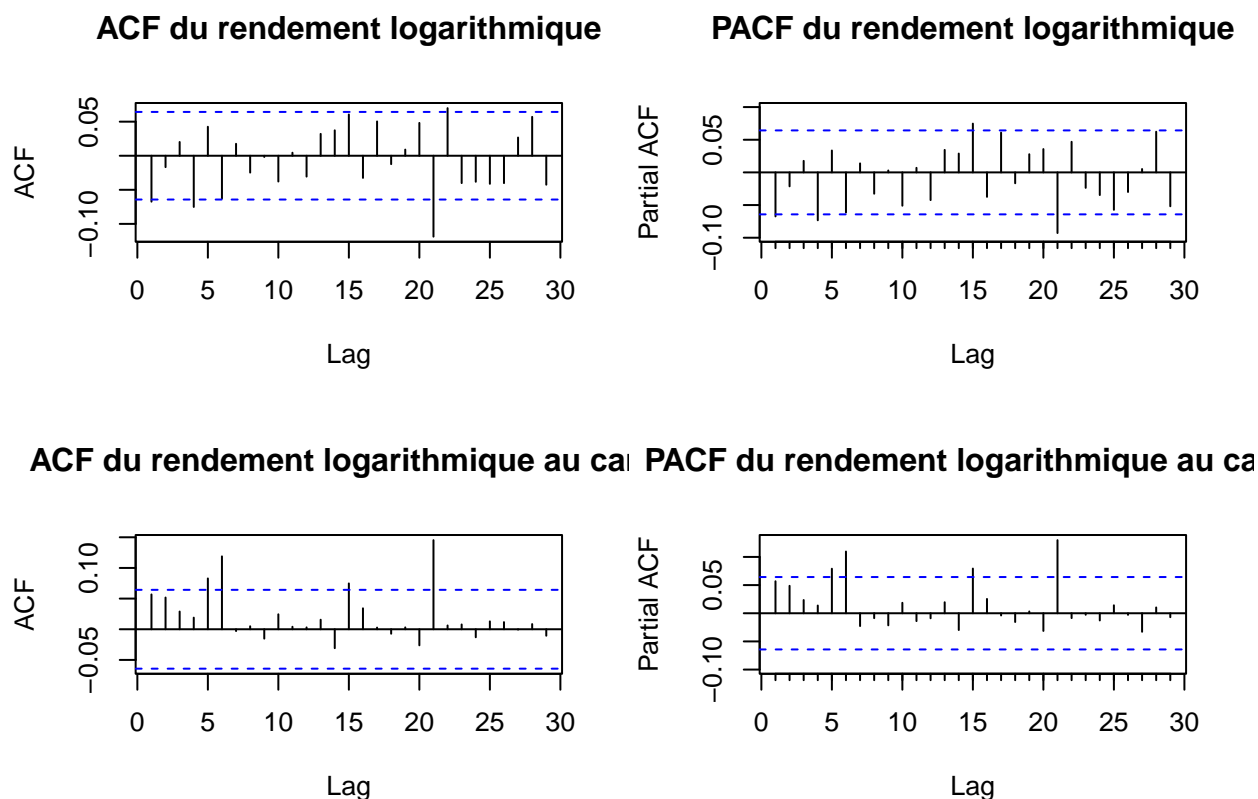 ACF du rendement logarithmique
ACF
0.05
−0.10
0 5 10 15 20 25 30
Lag
PACF du rendement logarithmique
Partial ACF
0.05
−0.10
0 5 10 15 20 25 30
Lag
ACF du rendement logarithmique au car
ACF
0.10
−0.05
0 5 10 15 20 25 30
Lag
PACF du rendement logarithmique au ca
Partial ACF
0.05
−0.10
0 5 10 15 20 25 30
Lag